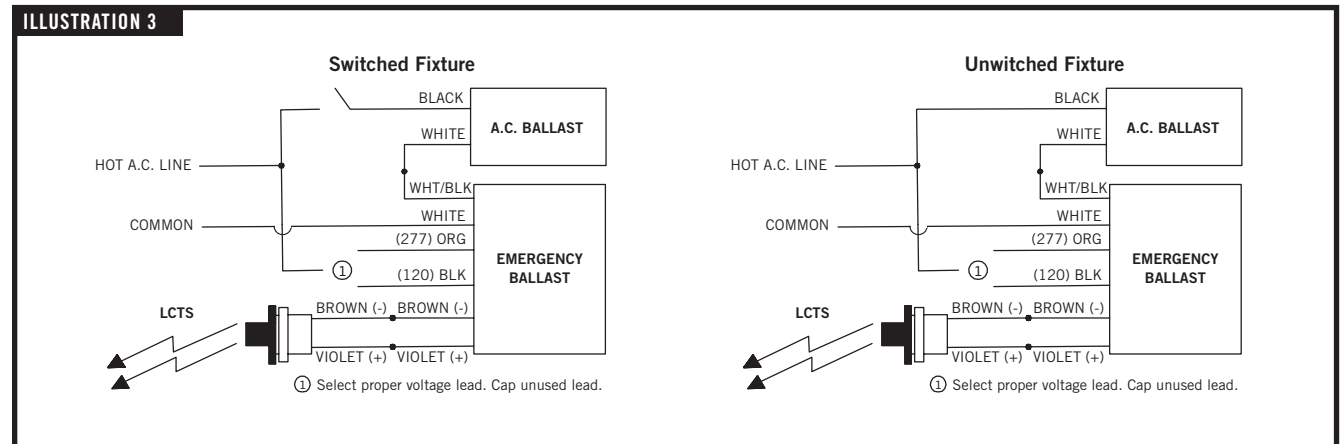 ILLUSTRATION 3
Switched Fixture
BLACK
A.C. BALLAST
WHITE
HOT A.C. LINE
WHT/BLK
WHITE
COMMON
(277) ORG
EMERGENCY
BALLAST
1
(120) BLK
LCTS
BROWN (-) BROWN (-)
VIOLET (+) VIOLET (+)
1 Select proper voltage lead. Cap unused lead.
Unwitched Fixture
BLACK
A.C. BALLAST
WHITE
HOT A.C. LINE
WHT/BLK
WHITE
COMMON
(277) ORG
EMERGENCY
BALLAST
1
(120) BLK
LCTS
BROWN (-) BROWN (-)
VIOLET (+) VIOLET (+)
1 Select proper voltage lead. Cap unused lead.